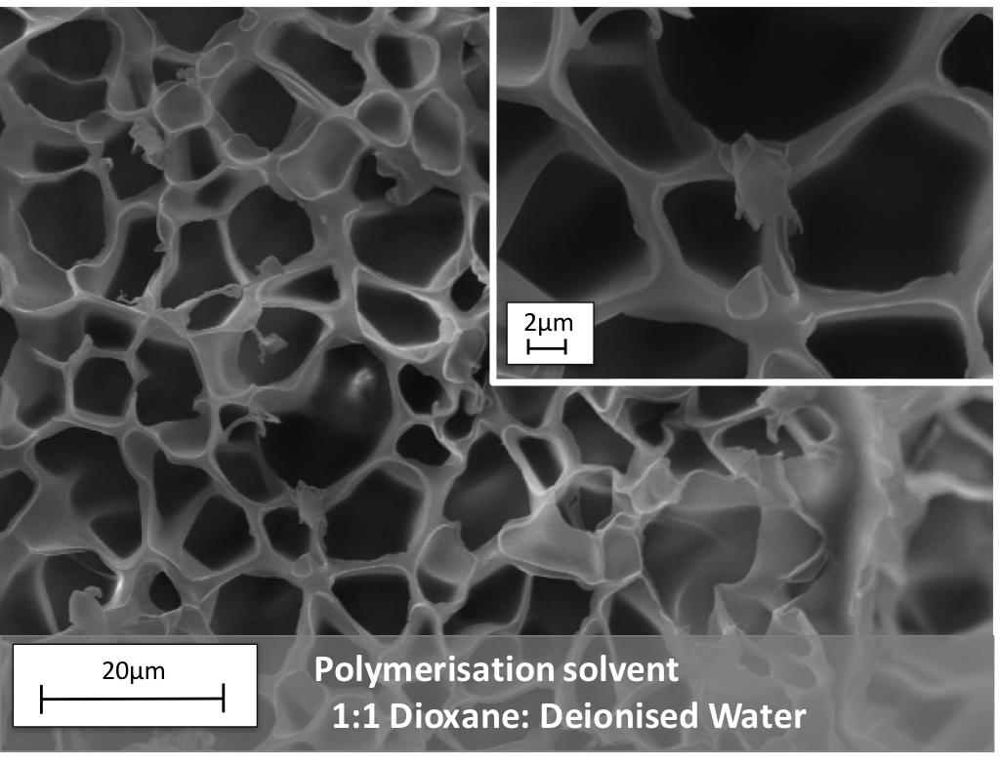 2µm
20µm
Polymerisation solvent
1:1 Dioxane: Deionised Water